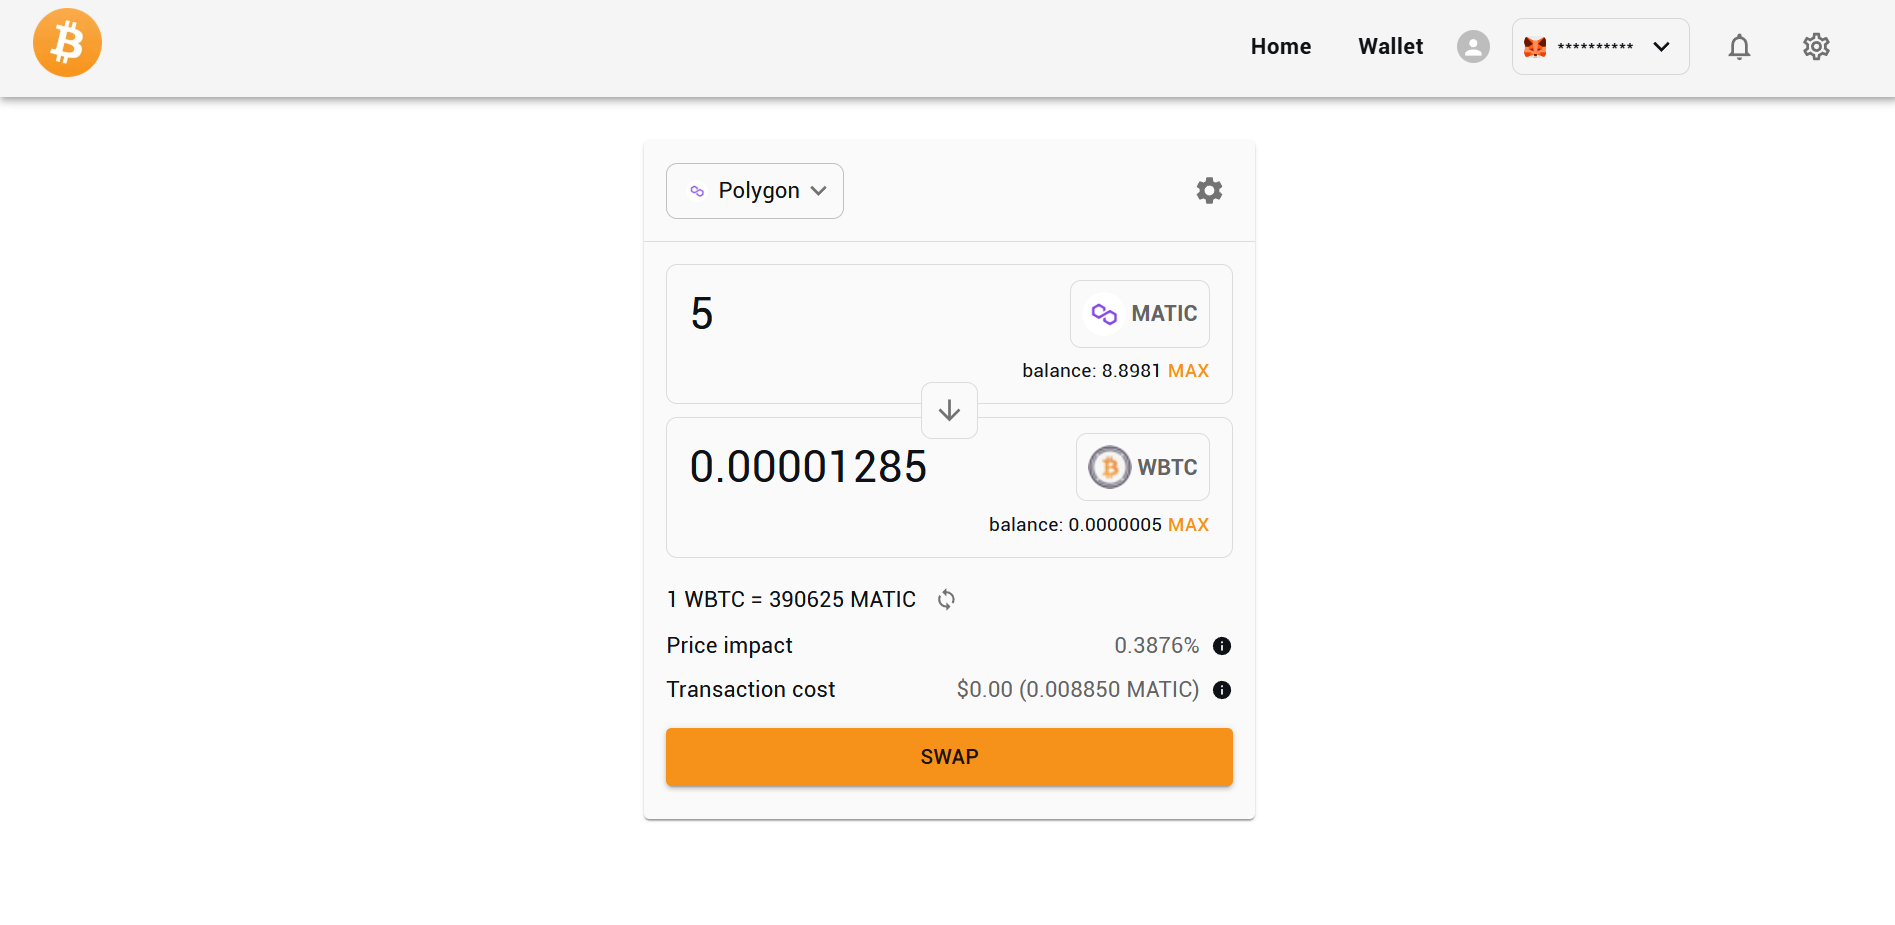 Home Wallet **********
Polygon
5 MATIC
balance: 8.8981 MAX
0.00001285 WBTC
balance: 0.0000005 MAX
1 WBTC = 390625 MATIC
Price impact 0.3876%
Transaction cost $0.00 (0.008850 MATIC)
SWAP